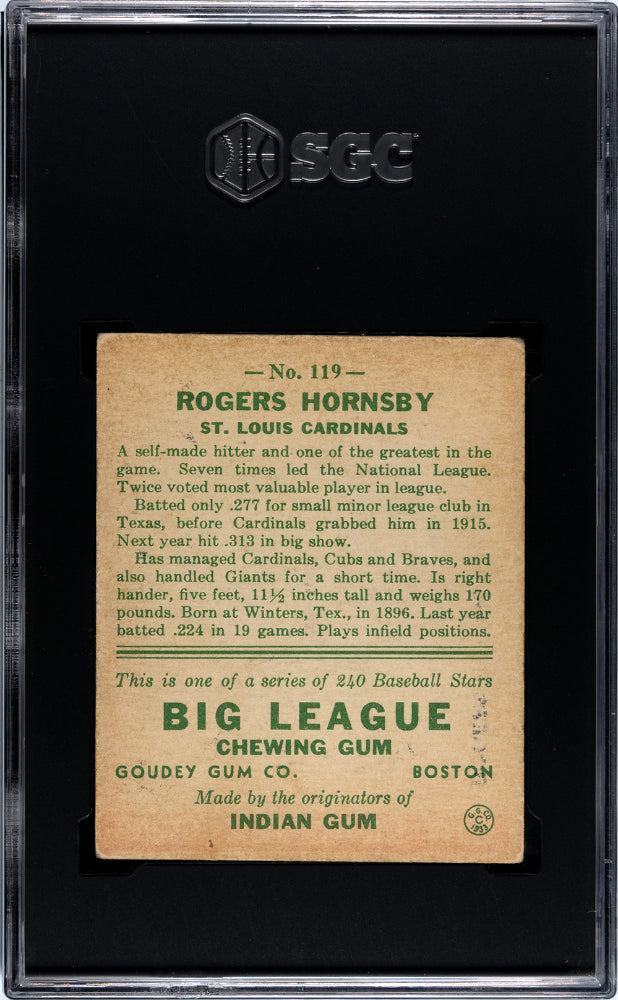 SGC
— No. 119 —
ROGERS HORNSBY
ST. LOUIS CARDINALS
A self-made hitter and one of the greatest in the
game. Seven times led the National League.
Twice voted most valuable player in league.
Batted only .277 for small minor league club in
Texas, before Cardinals grabbed him in 1915.
Next year hit .313 in big show.
Has managed Cardinals, Cubs and Braves, and
also handled Giants for a short time. Is right
hander, five feet, 11½ inches tall and weighs 170
pounds. Born at Winters, Tex., in 1896. Last year
batted .224 in 19 games. Plays infield positions.
This is one of a series of 240 Baseball Stars
BIG LEAGUE
CHEWING GUM
GOUDEY GUM CO. BOSTON
Made by the originators of
INDIAN GUM
G. G. CO.
C
1933